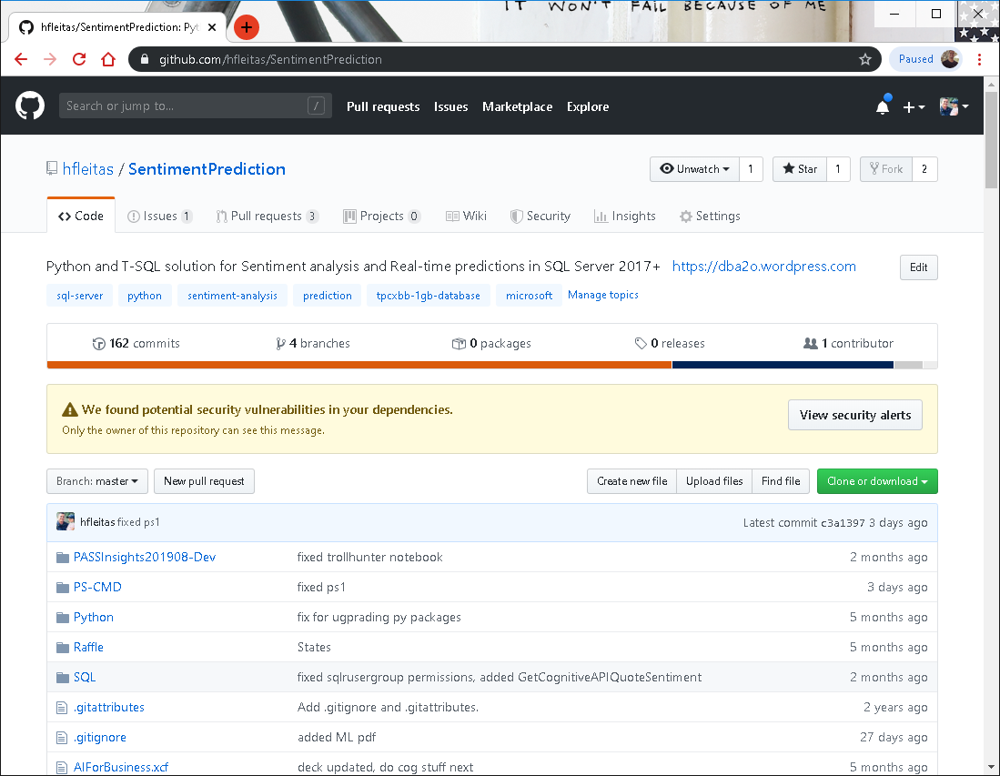 IT WON'T FAIL BECAUSE OF ME
hfleitas/SentimentPrediction: Pyt
github.com/hfleitas/SentimentPrediction
Paused
Search or jump to... /
Pull requests Issues Marketplace Explore
hfleitas / SentimentPrediction
Unwatch 1 Star 1 Fork 2
Code Issues 1 Pull requests 3 Projects 0 Wiki Security Insights Settings
Python and T-SQL solution for Sentiment analysis and Real-time predictions in SQL Server 2017+ https://dba2o.wordpress.com Edit
sql-server python sentiment-analysis prediction tpcxbb-1gb-database microsoft Manage topics
162 commits 4 branches 0 packages 0 releases 1 contributor
We found potential security vulnerabilities in your dependencies.
Only the owner of this repository can see this message.
View security alerts
Branch: master New pull request Create new file Upload files Find file Clone or download
hfleitas fixed ps1 Latest commit c3a1397 3 days ago
PASSInsights201908-Dev fixed trollhunter notebook 2 months ago
PS-CMD fixed ps1 3 days ago
Python fix for ugprading py packages 5 months ago
Raffle States 5 months ago
SQL fixed sqlrusergroup permissions, added GetCognitiveAPIQuoteSentiment 2 months ago
.gitattributes Add .gitignore and .gitattributes. 2 years ago
.gitignore added ML pdf 27 days ago
AIForBusiness.xcf deck updated, do cog stuff next 5 months ago